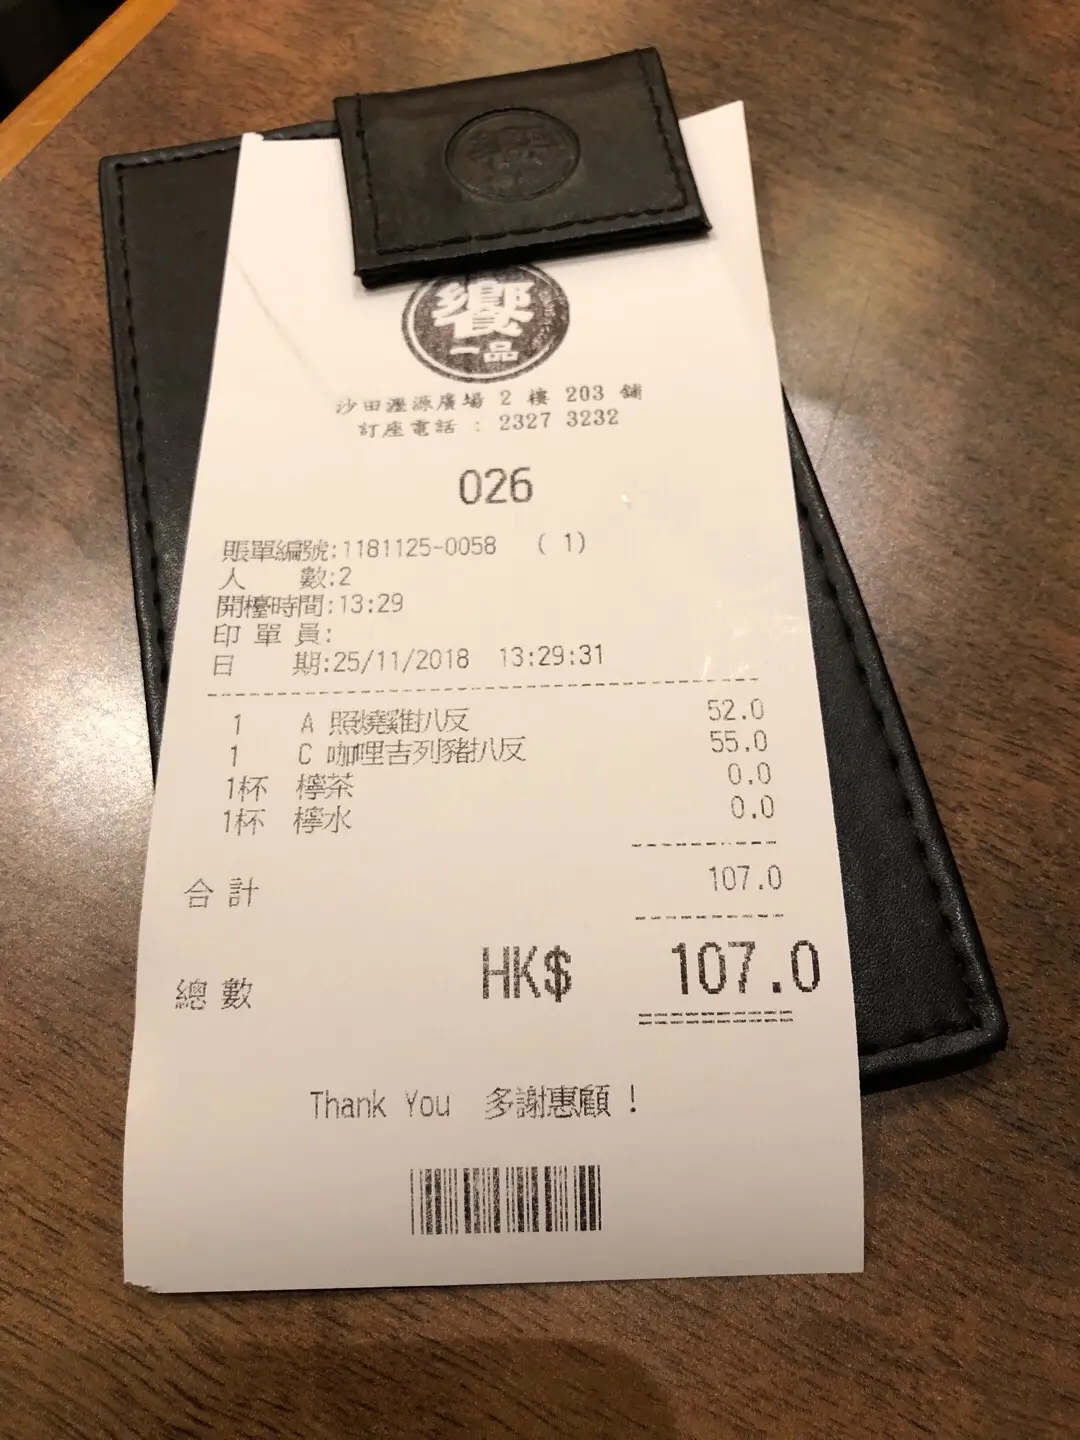 饗
一品
沙田瀝源廣場 2 樓 203 舖
訂座電話 : 2327 3232
026
賬單編號:1181125-0058 ( 1)
人 數:2
開檯時間:13:29
印 單 員:
日 期:25/11/2018 13:29:31
1 A 照燒雞扒反 52.0
1 C 咖哩吉列豬扒反 55.0
1杯 檸茶 0.0
1杯 檸水 0.0
合 計 107.0
總 數 HK$ 107.0
Thank You 多謝惠顧 !